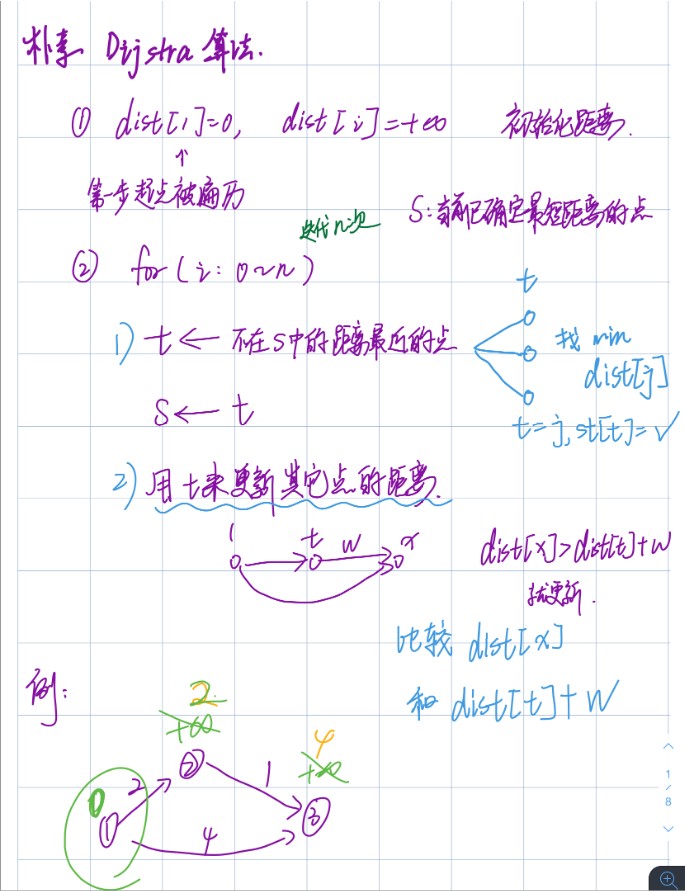 朴素 Dijstra 算法.
① dist[1]=0, dist[i]=+∞ 初始化距离.
↑
第一步起点被遍历
S:当前已确定最短距离的点
迭代n次
② for(i: 0~n)
t
1) t ← 不在S中的距离最近的点
找 min
dist[j]
S ← t
t=j, st[t]=✓
2) 用t来更新其它点的距离.
1 t w x
dist[x]>dist[t]+w
就更新.
比较 dist[x]
和 dist[t]+w
例:
2
+∞
② 1
4
+∞
0 2
① 4 ③
1
/
8